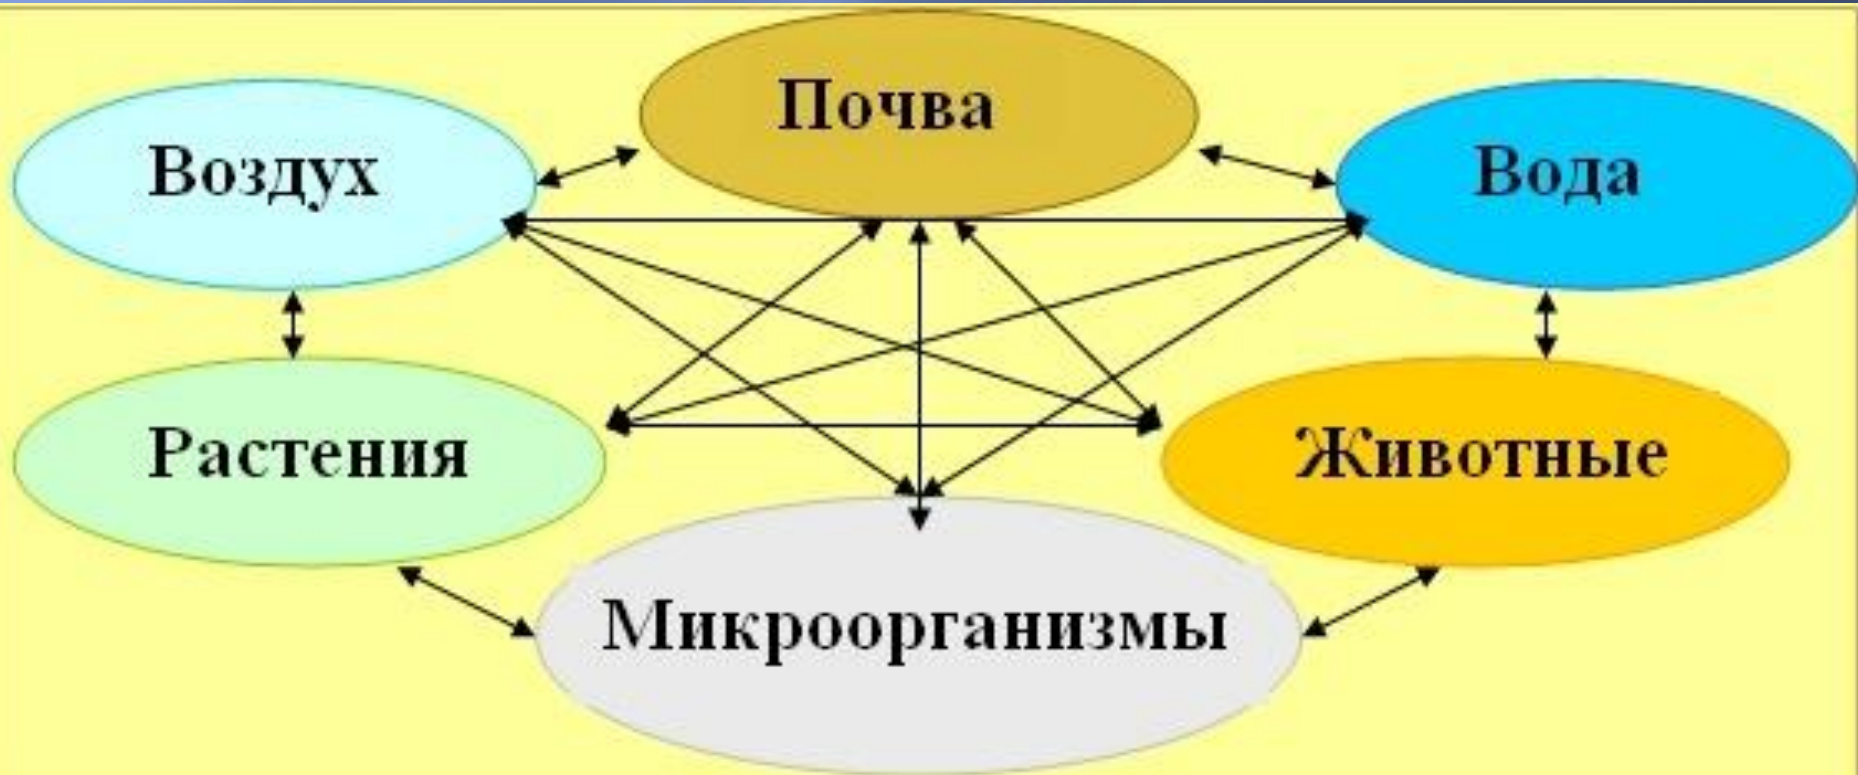 Почва
Воздух
Вода
Растения
Животные
Микроорганизмы